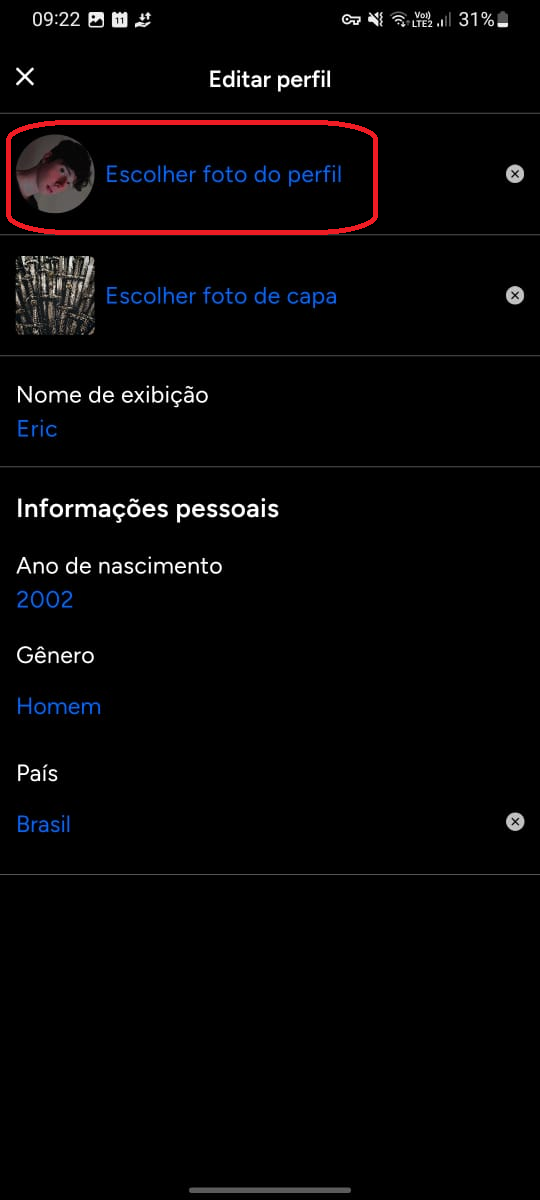 09:22 11 Vo) LTE2 31%
Editar perfil
Escolher foto do perfil
Escolher foto de capa
Nome de exibição
Eric
Informações pessoais
Ano de nascimento
2002
Gênero
Homem
País
Brasil